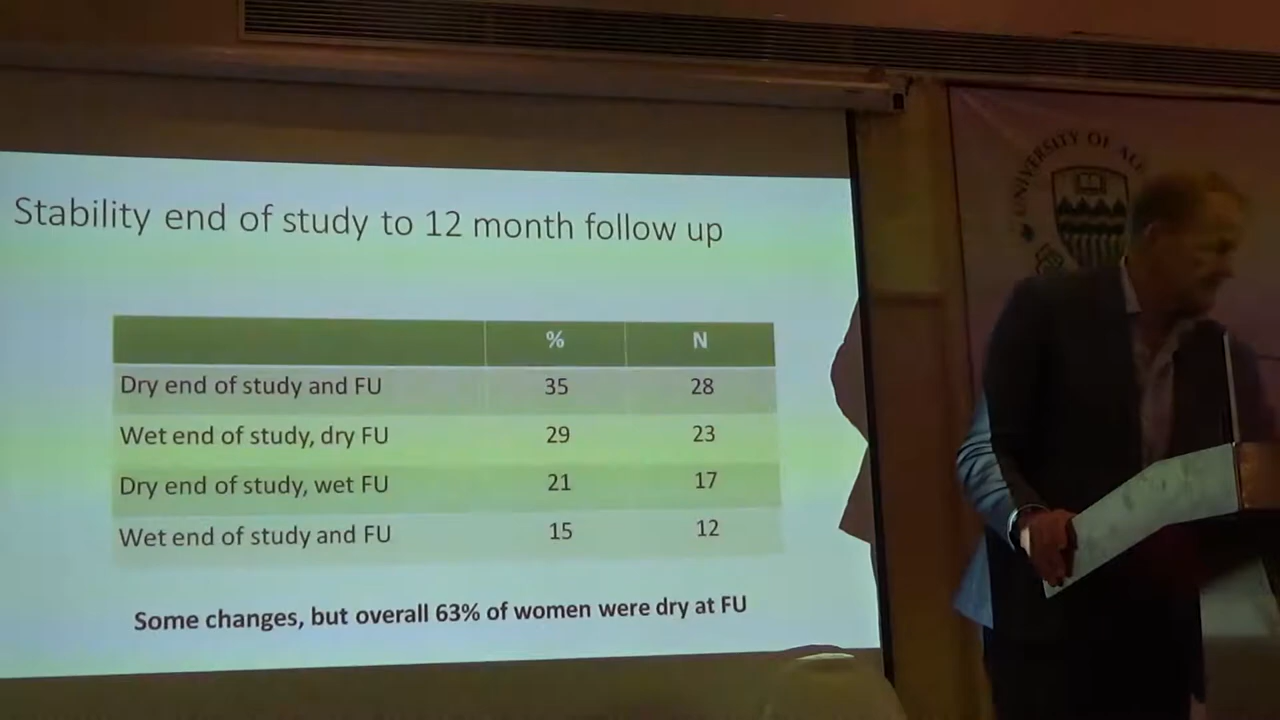 Stability end of study to 12 month follow up
% N
Dry end of study and FU 35 28
Wet end of study, dry FU 29 23
Dry end of study, wet FU 21 17
Wet end of study and FU 15 12
Some changes, but overall 63% of women were dry at FU
UNIVERSITY OF